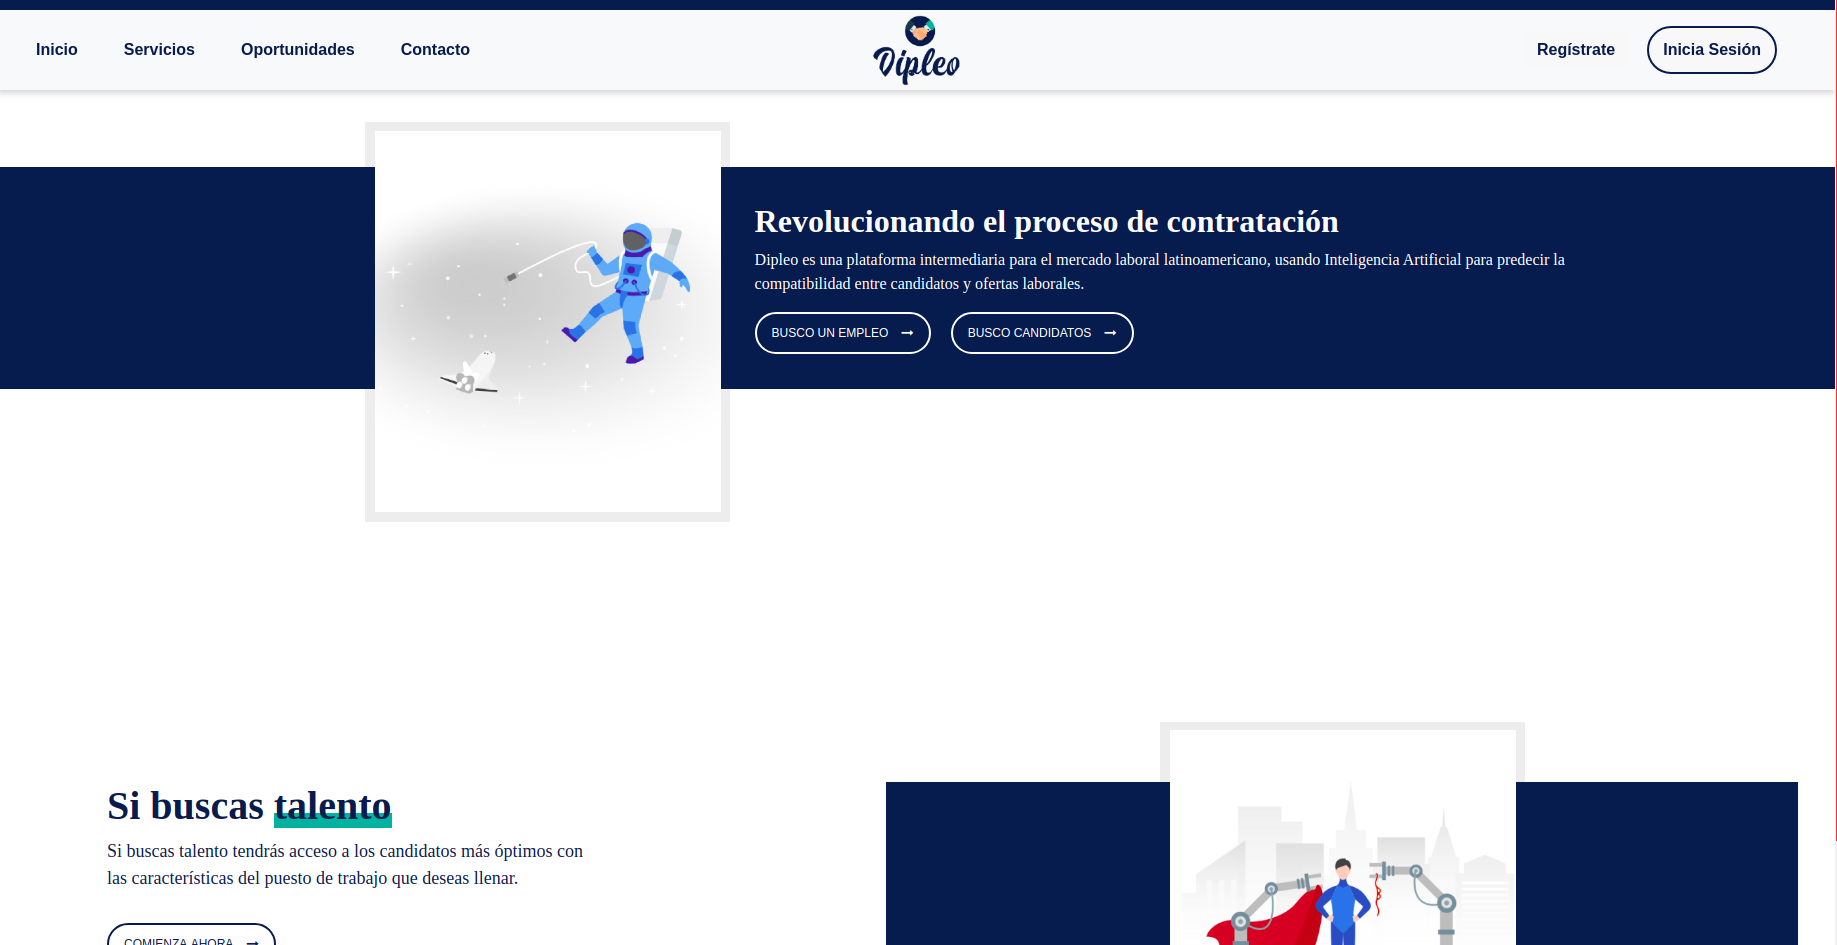 Inicio
Servicios
Oportunidades
Contacto
Dipleo
Regístrate
Inicia Sesión
Revolucionando el proceso de contratación
Dipleo es una plataforma intermediaria para el mercado laboral latinoamericano, usando Inteligencia Artificial para predecir la
compatibilidad entre candidatos y ofertas laborales.
BUSCO UN EMPLEO
BUSCO CANDIDATOS
Si buscas talento
Si buscas talento tendrás acceso a los candidatos más óptimos con
las características del puesto de trabajo que deseas llenar.
COMIENZA AHORA